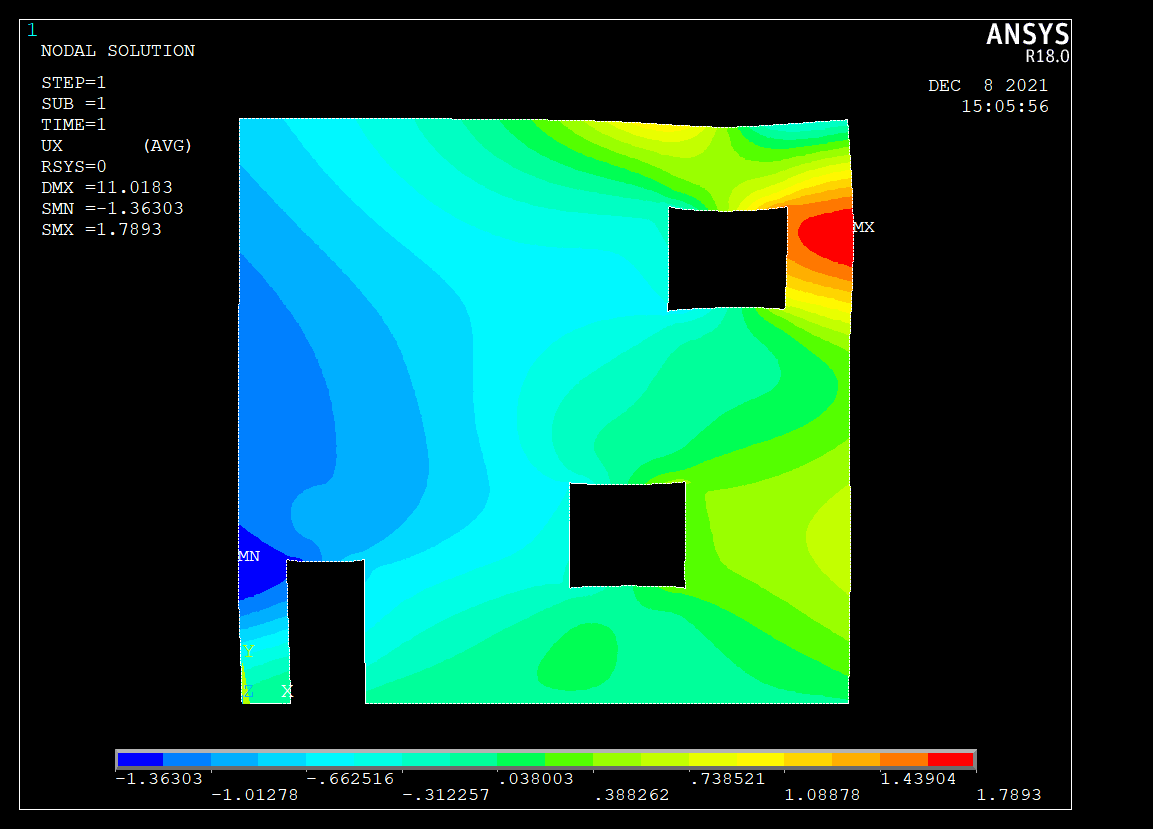 1
ANSYS
R18.0
NODAL SOLUTION
DEC  8 2021
15:05:56
STEP=1
SUB =1
TIME=1
UX       (AVG)
RSYS=0
DMX =11.0183
SMN =-1.36303
SMX =1.7893
MX
MN
Y
Z X
-1.36303 -.662516 .038003 .738521 1.43904
-1.01278 -.312257 .388262 1.08878 1.7893